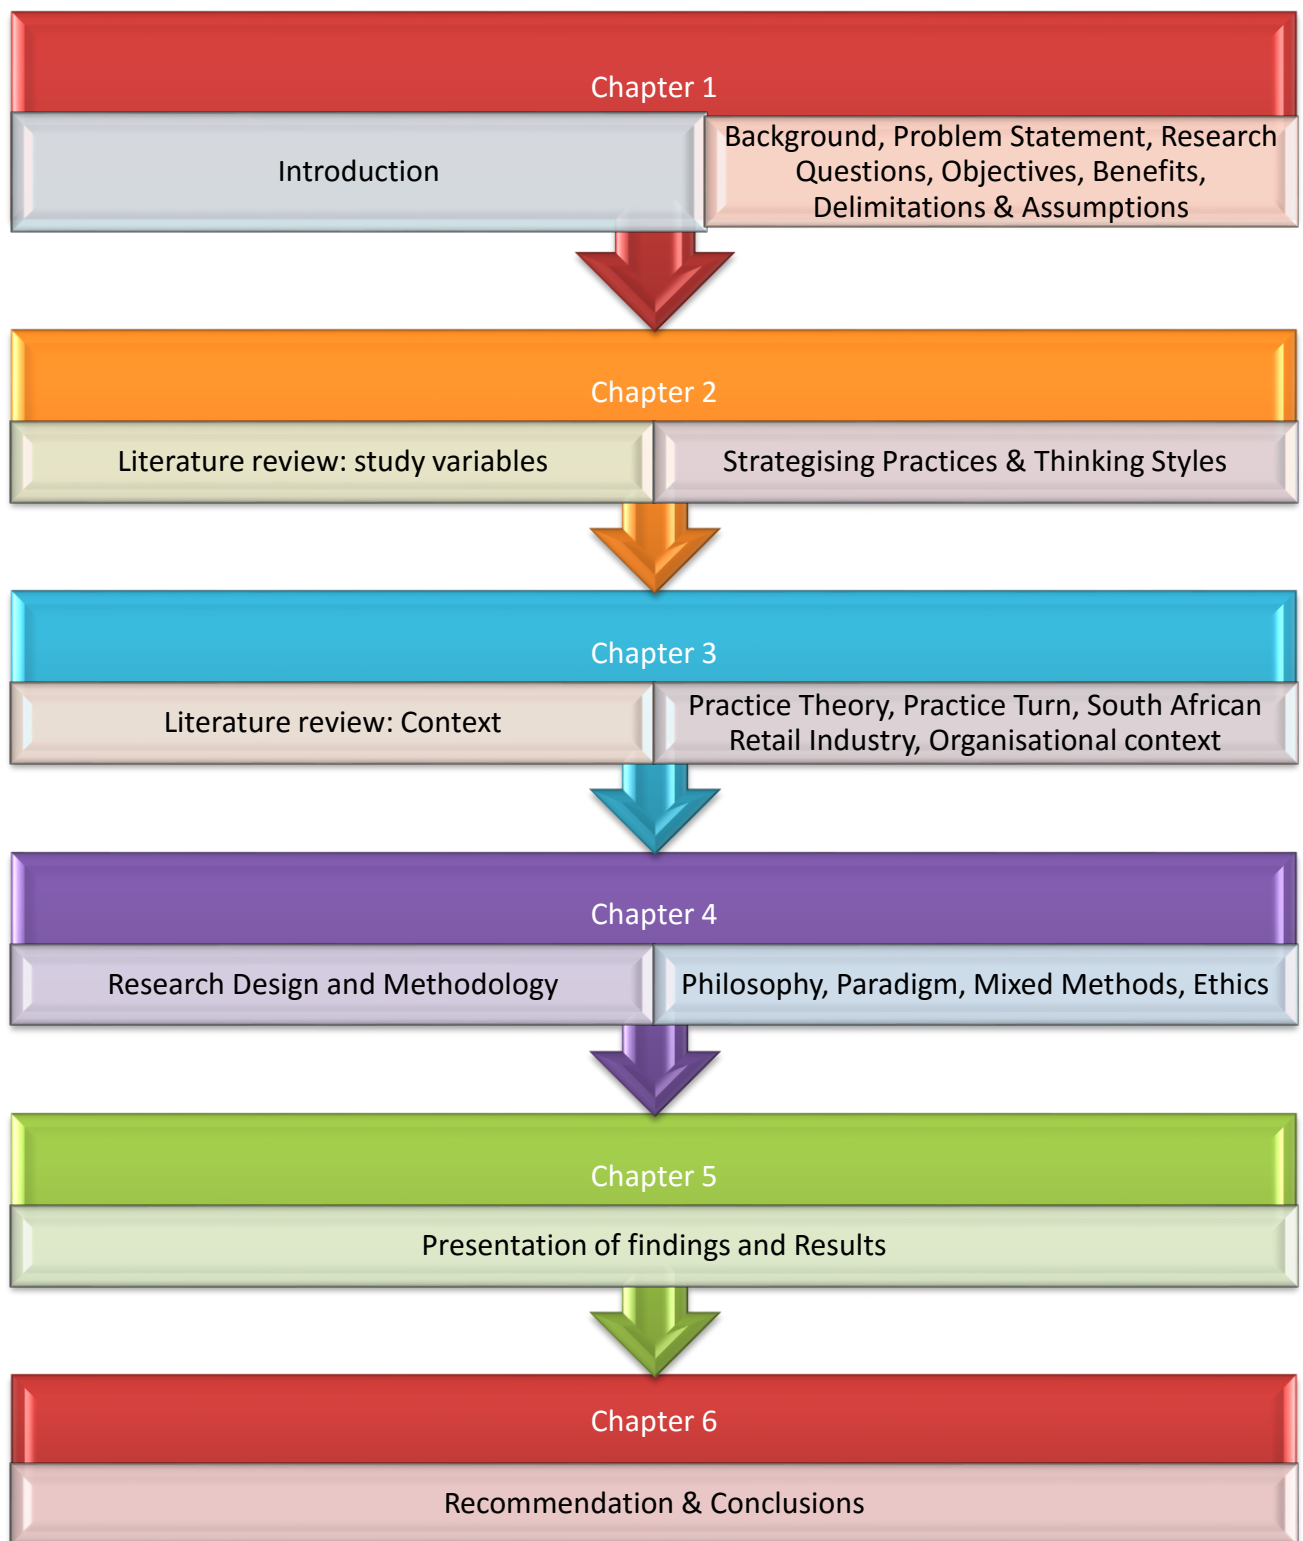 Chapter 1
Introduction
Background, Problem Statement, Research
Questions, Objectives, Benefits,
Delimitations & Assumptions
Chapter 2
Literature review: study variables
Strategising Practices & Thinking Styles
Chapter 3
Literature review: Context
Practice Theory, Practice Turn, South African
Retail Industry, Organisational context
Chapter 4
Research Design and Methodology
Philosophy, Paradigm, Mixed Methods, Ethics
Chapter 5
Presentation of findings and Results
Chapter 6
Recommendation & Conclusions